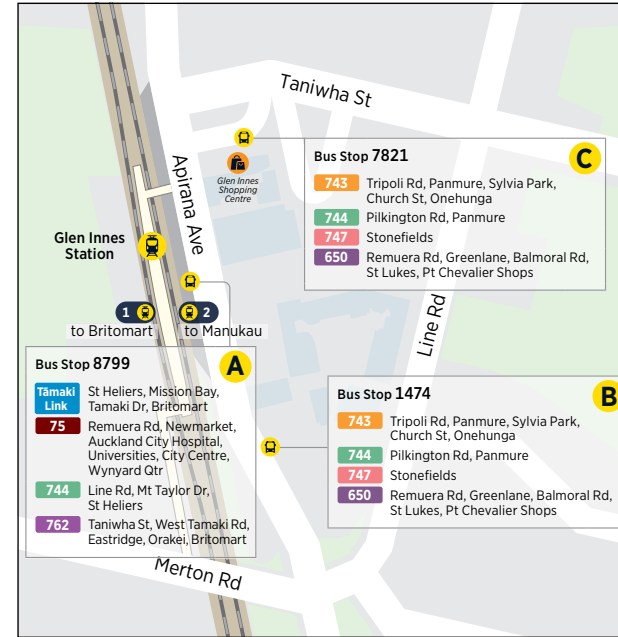 Taniwha St
Apirana Ave
Glen Innes
Shopping
Centre
Bus Stop 7821
C
743 Tripoli Rd, Panmure, Sylvia Park,
Church St, Onehunga
744 Pilkington Rd, Panmure
747 Stonefields
650 Remuera Rd, Greenlane, Balmoral Rd,
St Lukes, Pt Chevalier Shops
Glen Innes
Station
1
2
to Britomart
to Manukau
Line Rd
Bus Stop 8799
A
Tāmaki
Link
St Heliers, Mission Bay,
Tamaki Dr, Britomart
75 Remuera Rd, Newmarket,
Auckland City Hospital,
Universities, City Centre,
Wynyard Qtr
744 Line Rd, Mt Taylor Dr,
St Heliers
762 Taniwha St, West Tamaki Rd,
Eastridge, Orakei, Britomart
Bus Stop 1474
B
743 Tripoli Rd, Panmure, Sylvia Park,
Church St, Onehunga
744 Pilkington Rd, Panmure
747 Stonefields
650 Remuera Rd, Greenlane, Balmoral Rd,
St Lukes, Pt Chevalier Shops
Merton Rd